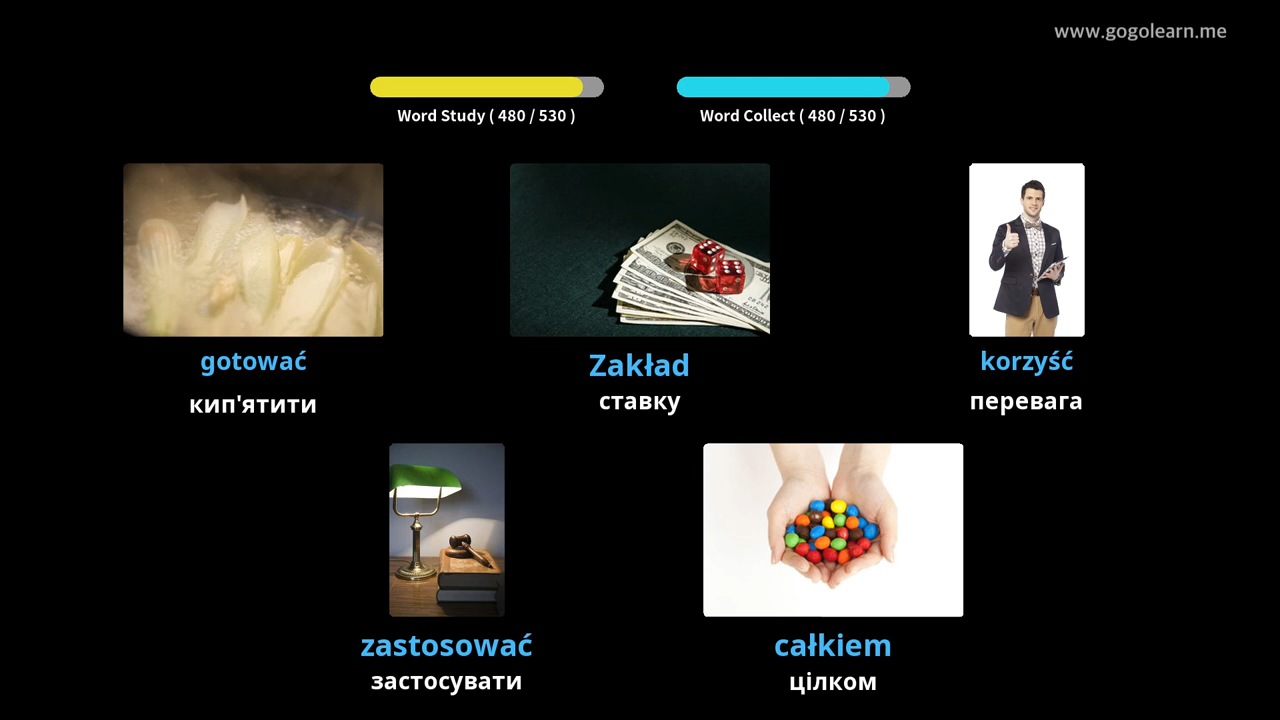 www.gogolearn.me
Word Study ( 480 / 530 )
Word Collect ( 480 / 530 )
gotować
Zakład
korzyść
кип'ятити
ставку
перевага
zastosować
całkiem
застосувати
цілком